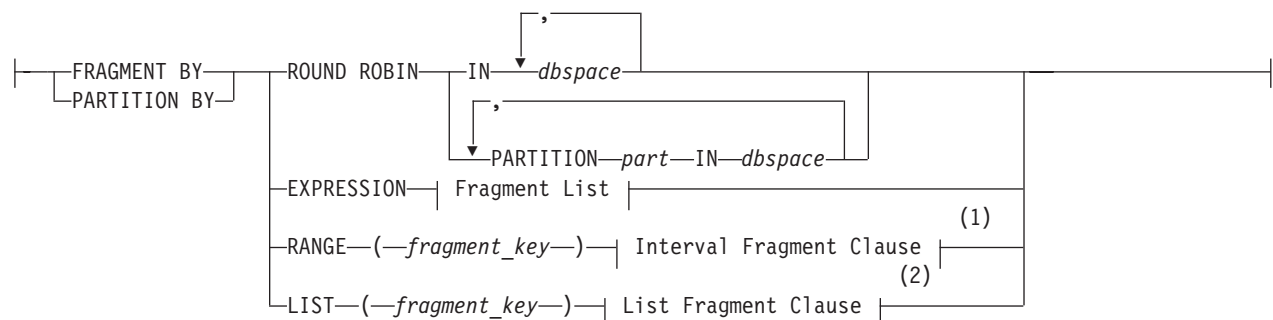 ,
FRAGMENT BY ROUND ROBIN IN dbspace
PARTITION BY
,
PARTITION part IN dbspace
EXPRESSION Fragment List
(1)
RANGE ( fragment_key ) Interval Fragment Clause
(2)
LIST ( fragment_key ) List Fragment Clause